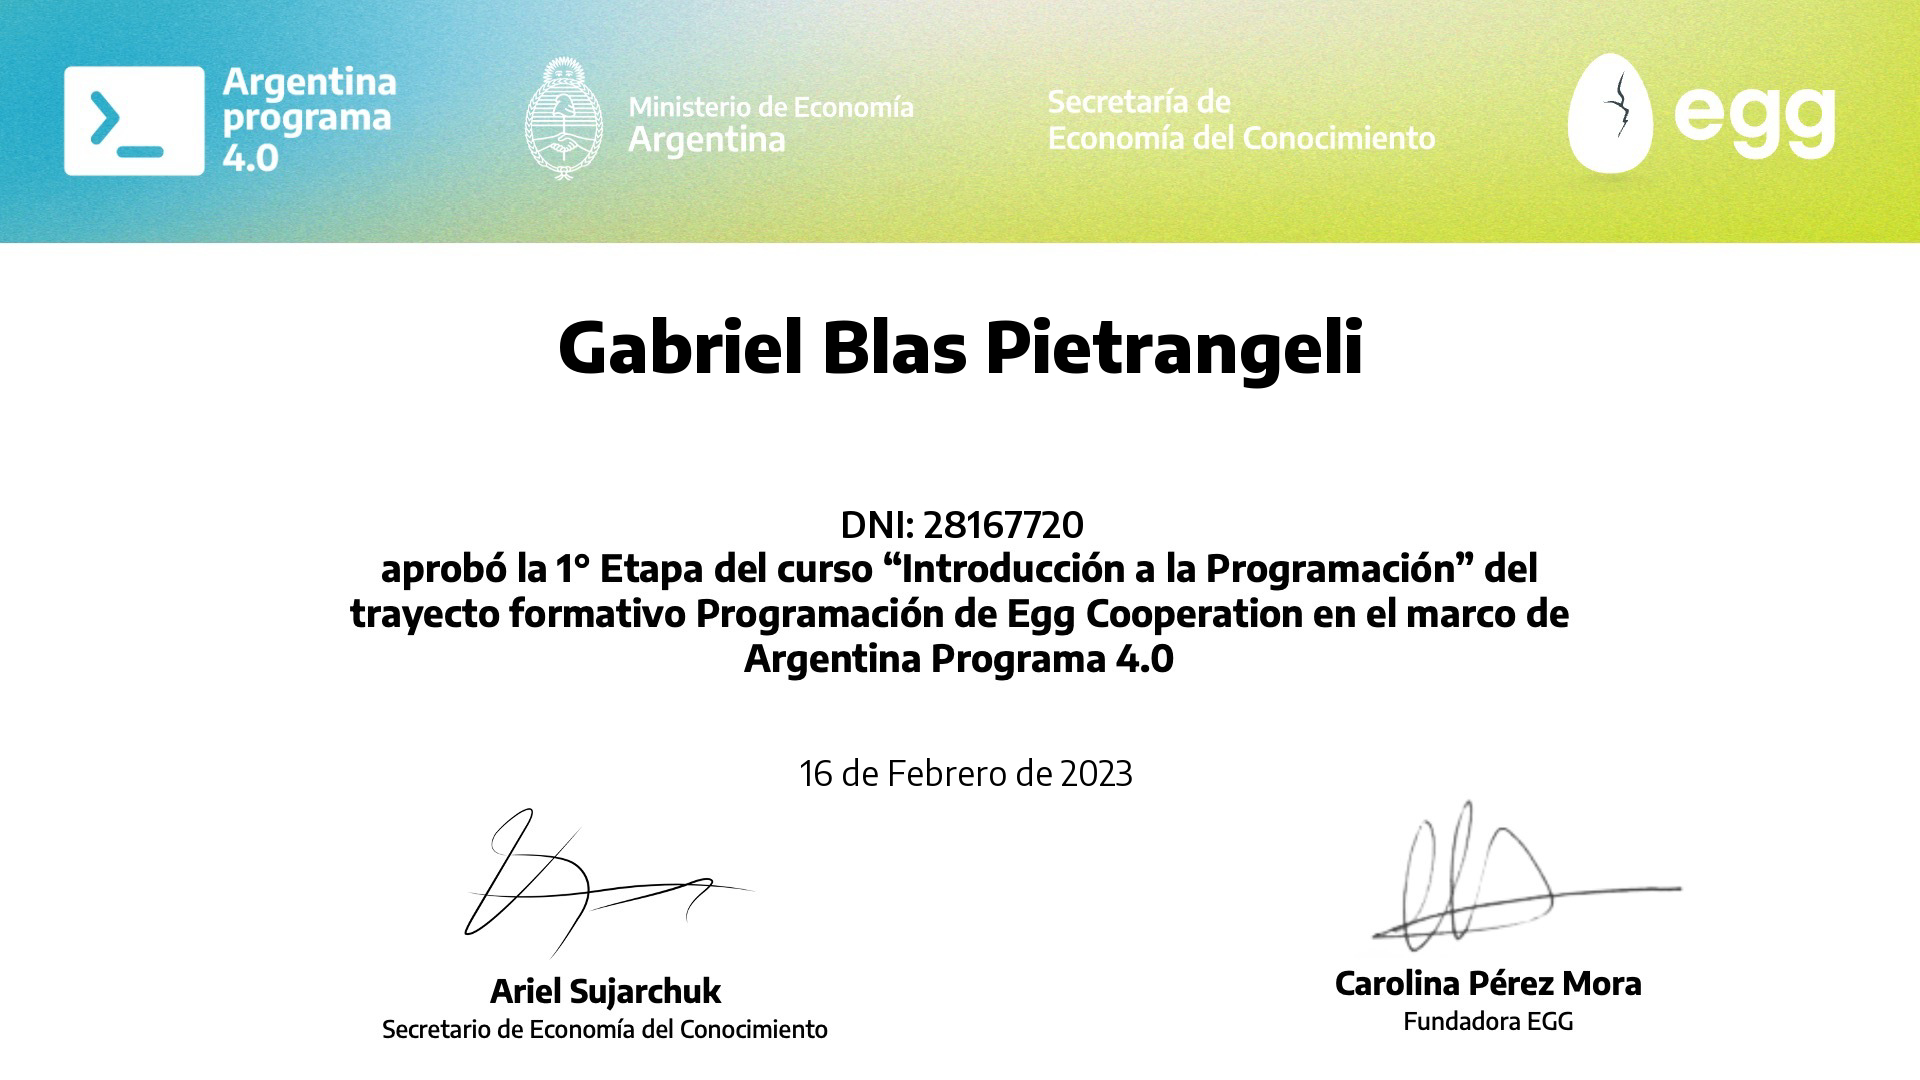 Argentina
programa
4.0
Ministerio de Economía
Argentina
Secretaría de
Economía del Conocimiento
egg
Gabriel Blas Pietrangeli
DNI: 28167720
aprobó la 1° Etapa del curso “Introducción a la Programación” del
trayecto formativo Programación de Egg Cooperation en el marco de
Argentina Programa 4.0
16 de Febrero de 2023
Ariel Sujarchuk
Secretario de Economía del Conocimiento
Carolina Pérez Mora
Fundadora EGG